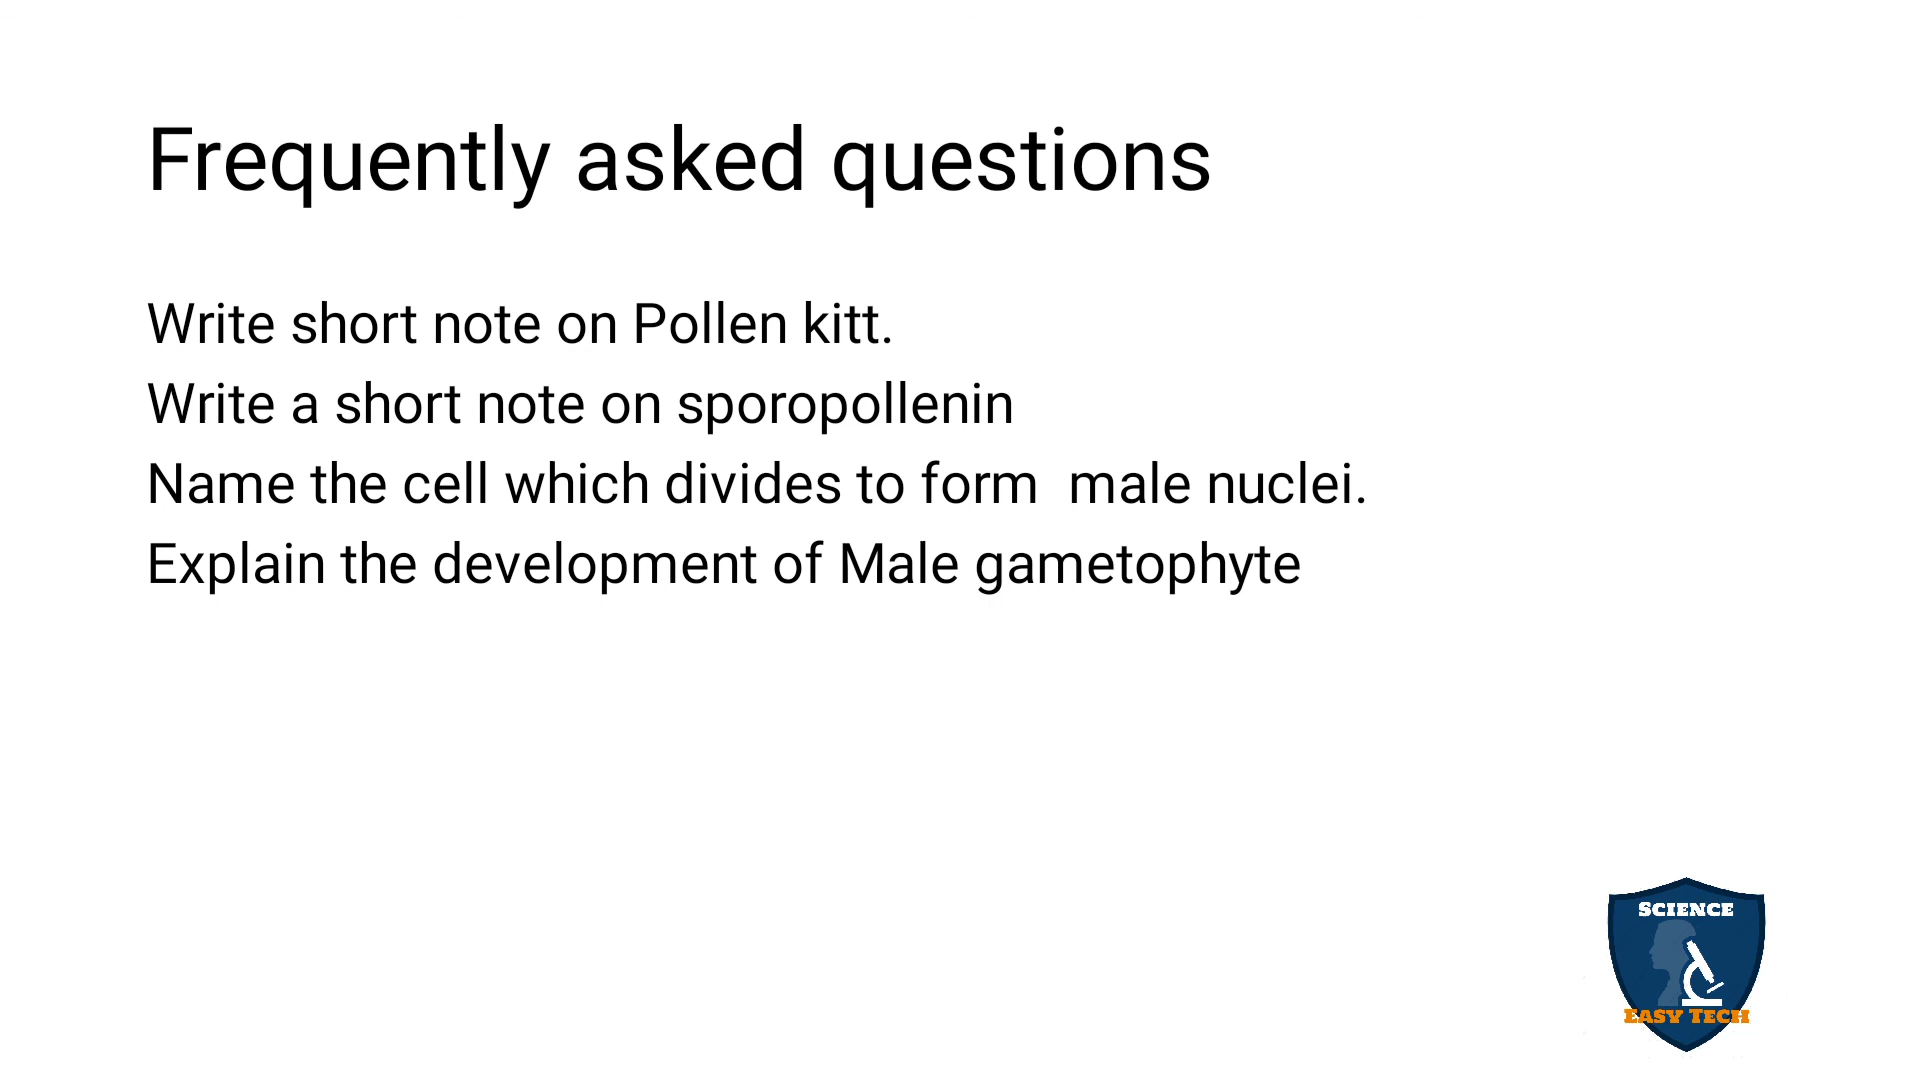 Frequently asked questions
Write short note on Pollen kitt.
Write a short note on sporopollenin
Name the cell which divides to form  male nuclei.
Explain the development of Male gametophyte
SCIENCE
EASY TECH